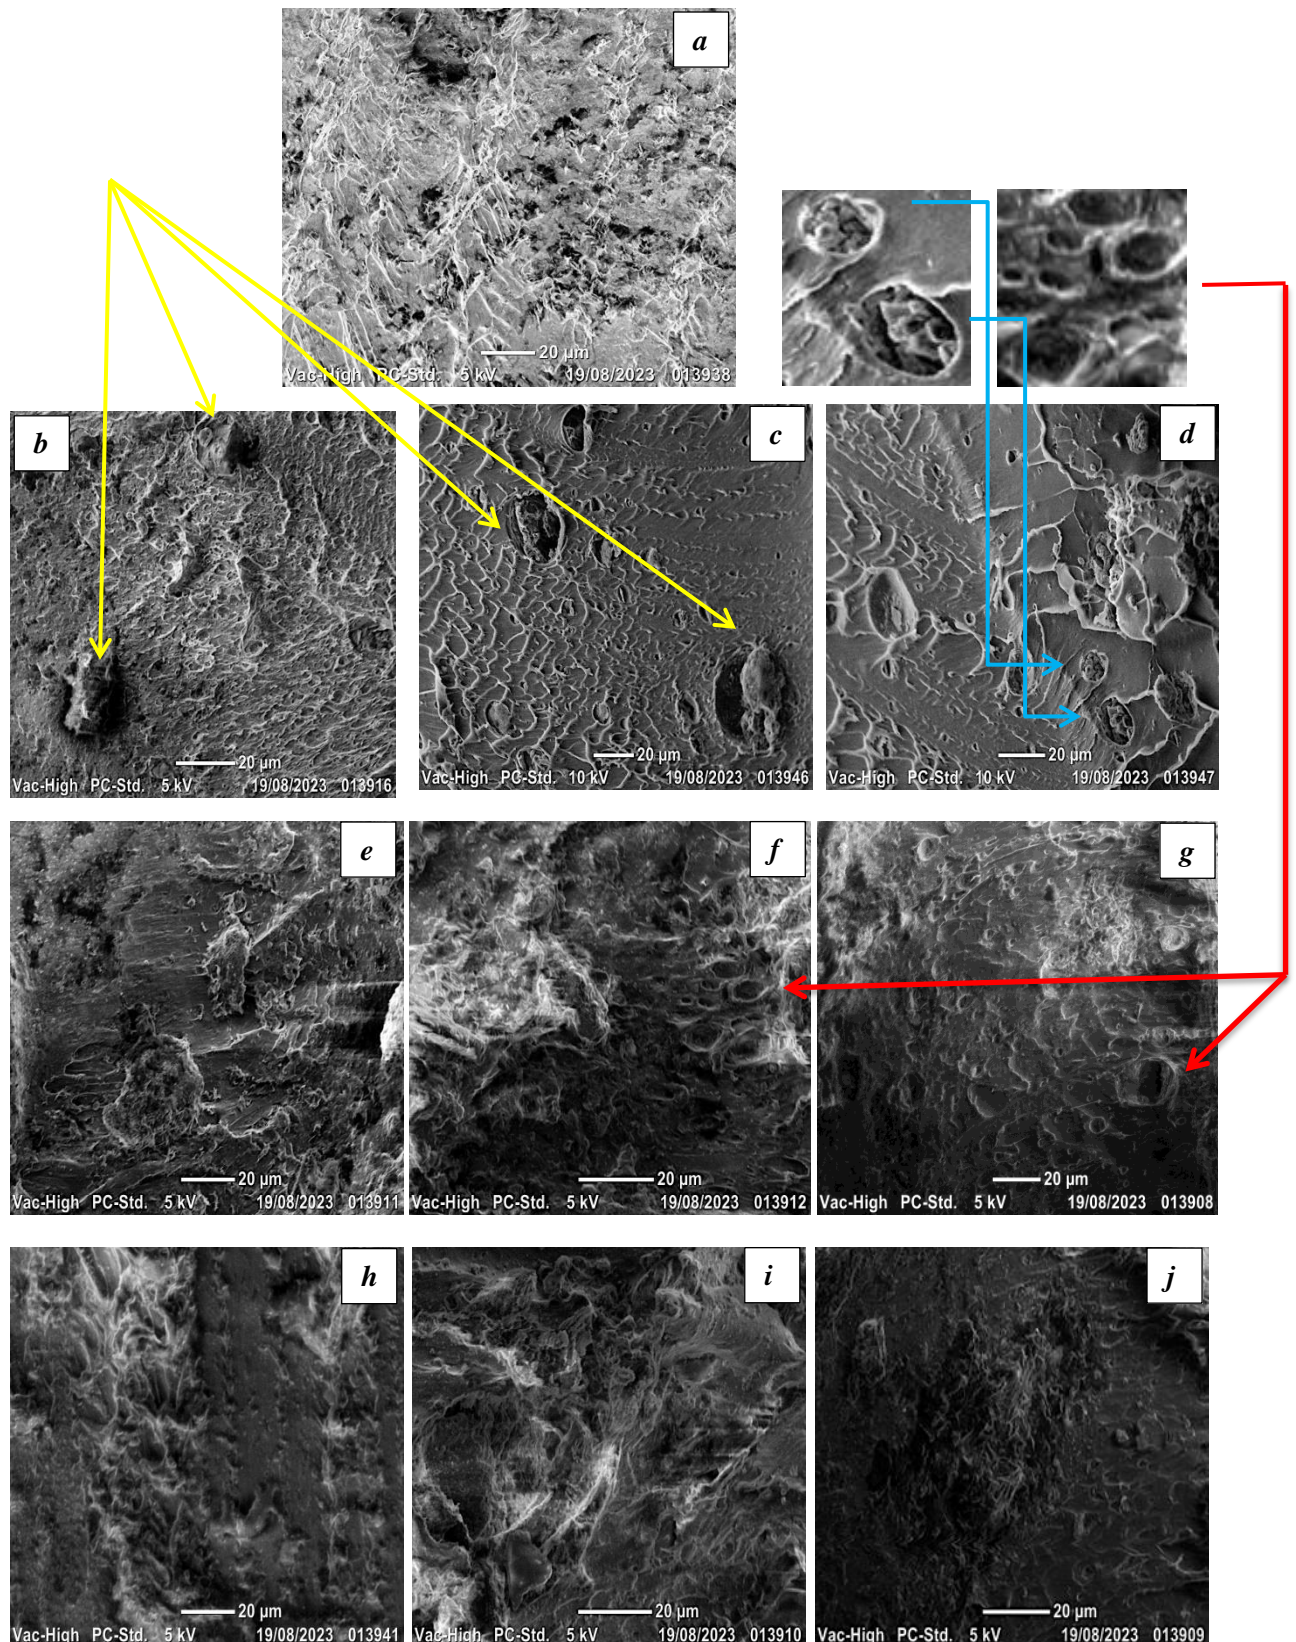 a
20 µm
Vac-High PC-Std. 5 kV 19/08/2023 013938
b
20 µm
Vac-High PC-Std. 5 kV 19/08/2023 013916
c
20 µm
Vac-High PC-Std. 10 kV 19/08/2023 013946
d
20 µm
Vac-High PC-Std. 10 kV 19/08/2023 013947
e
20 µm
Vac-High PC-Std. 5 kV 19/08/2023 013911
f
20 µm
Vac-High PC-Std. 5 kV 19/08/2023 013912
g
20 µm
Vac-High PC-Std. 5 kV 19/08/2023 013908
h
20 µm
Vac-High PC-Std. 5 kV 19/08/2023 013941
i
20 µm
Vac-High PC-Std. 5 kV 19/08/2023 013910
j
20 µm
Vac-High PC-Std. 5 kV 19/08/2023 013909